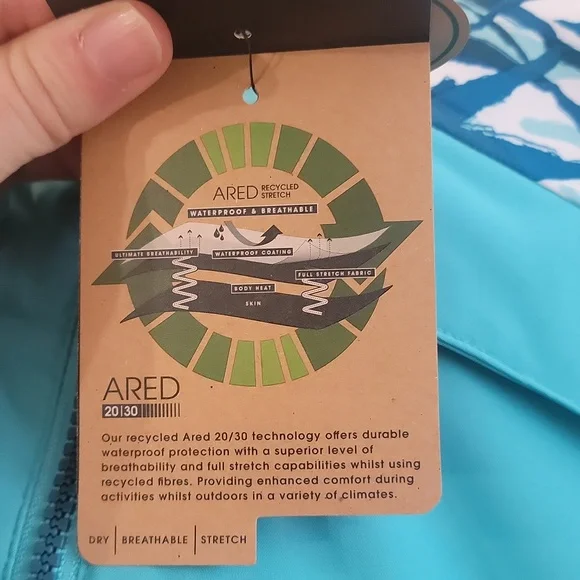 ARED RECYCLED
STRETCH
WATERPROOF & BREATHABLE
ULTIMATE BREATHABILITY
WATERPROOF COATING
FULL STRETCH FABRIC
BODY HEAT
SKIN
ARED
20|30
Our recycled Ared 20/30 technology offers durable
waterproof protection with a superior level of
breathability and full stretch capabilities whilst using
recycled fibres. Providing enhanced comfort during
activities whilst outdoors in a variety of climates.
DRY | BREATHABLE | STRETCH